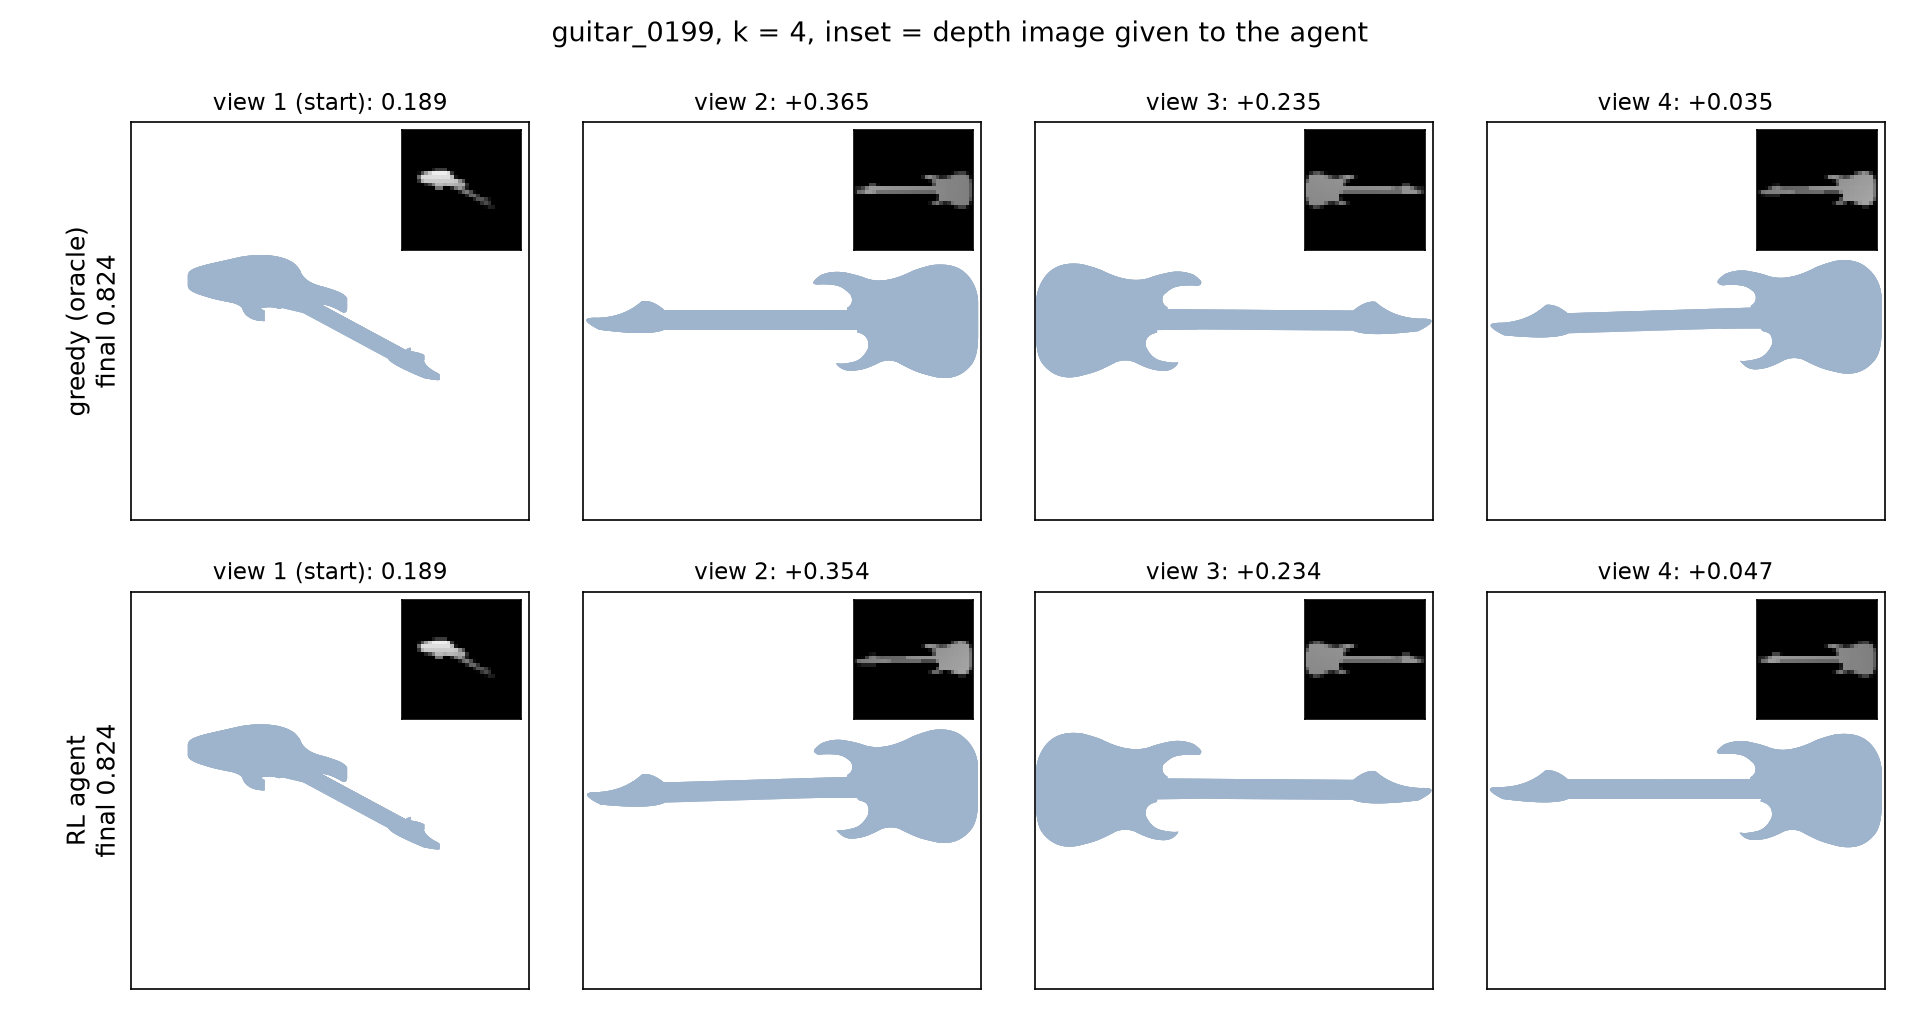 guitar_0199, k = 4, inset = depth image given to the agent
greedy (oracle)
final 0.824
view 1 (start): 0.189
view 2: +0.365
view 3: +0.235
view 4: +0.035
RL agent
final 0.824
view 1 (start): 0.189
view 2: +0.354
view 3: +0.234
view 4: +0.047